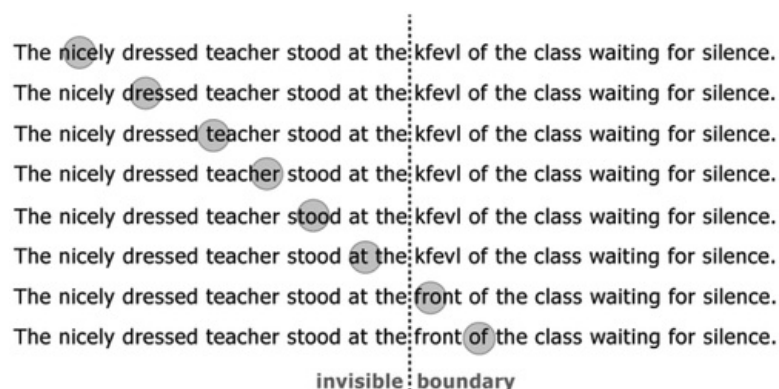 The nicely dressed teacher stood at the kfevl of the class waiting for silence.
The nicely dressed teacher stood at the kfevl of the class waiting for silence.
The nicely dressed teacher stood at the kfevl of the class waiting for silence.
The nicely dressed teacher stood at the kfevl of the class waiting for silence.
The nicely dressed teacher stood at the kfevl of the class waiting for silence.
The nicely dressed teacher stood at the kfevl of the class waiting for silence.
The nicely dressed teacher stood at the front of the class waiting for silence.
The nicely dressed teacher stood at the front of the class waiting for silence.
invisible boundary